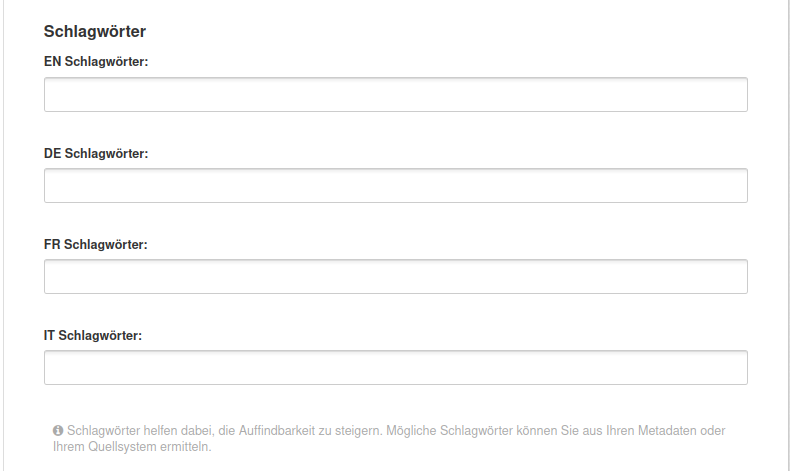 Schlagwörter
EN Schlagwörter:
DE Schlagwörter:
FR Schlagwörter:
IT Schlagwörter:
Schlagwörter helfen dabei, die Auffindbarkeit zu steigern. Mögliche Schlagwörter können Sie aus Ihren Metadaten oder
Ihrem Quellsystem ermitteln.